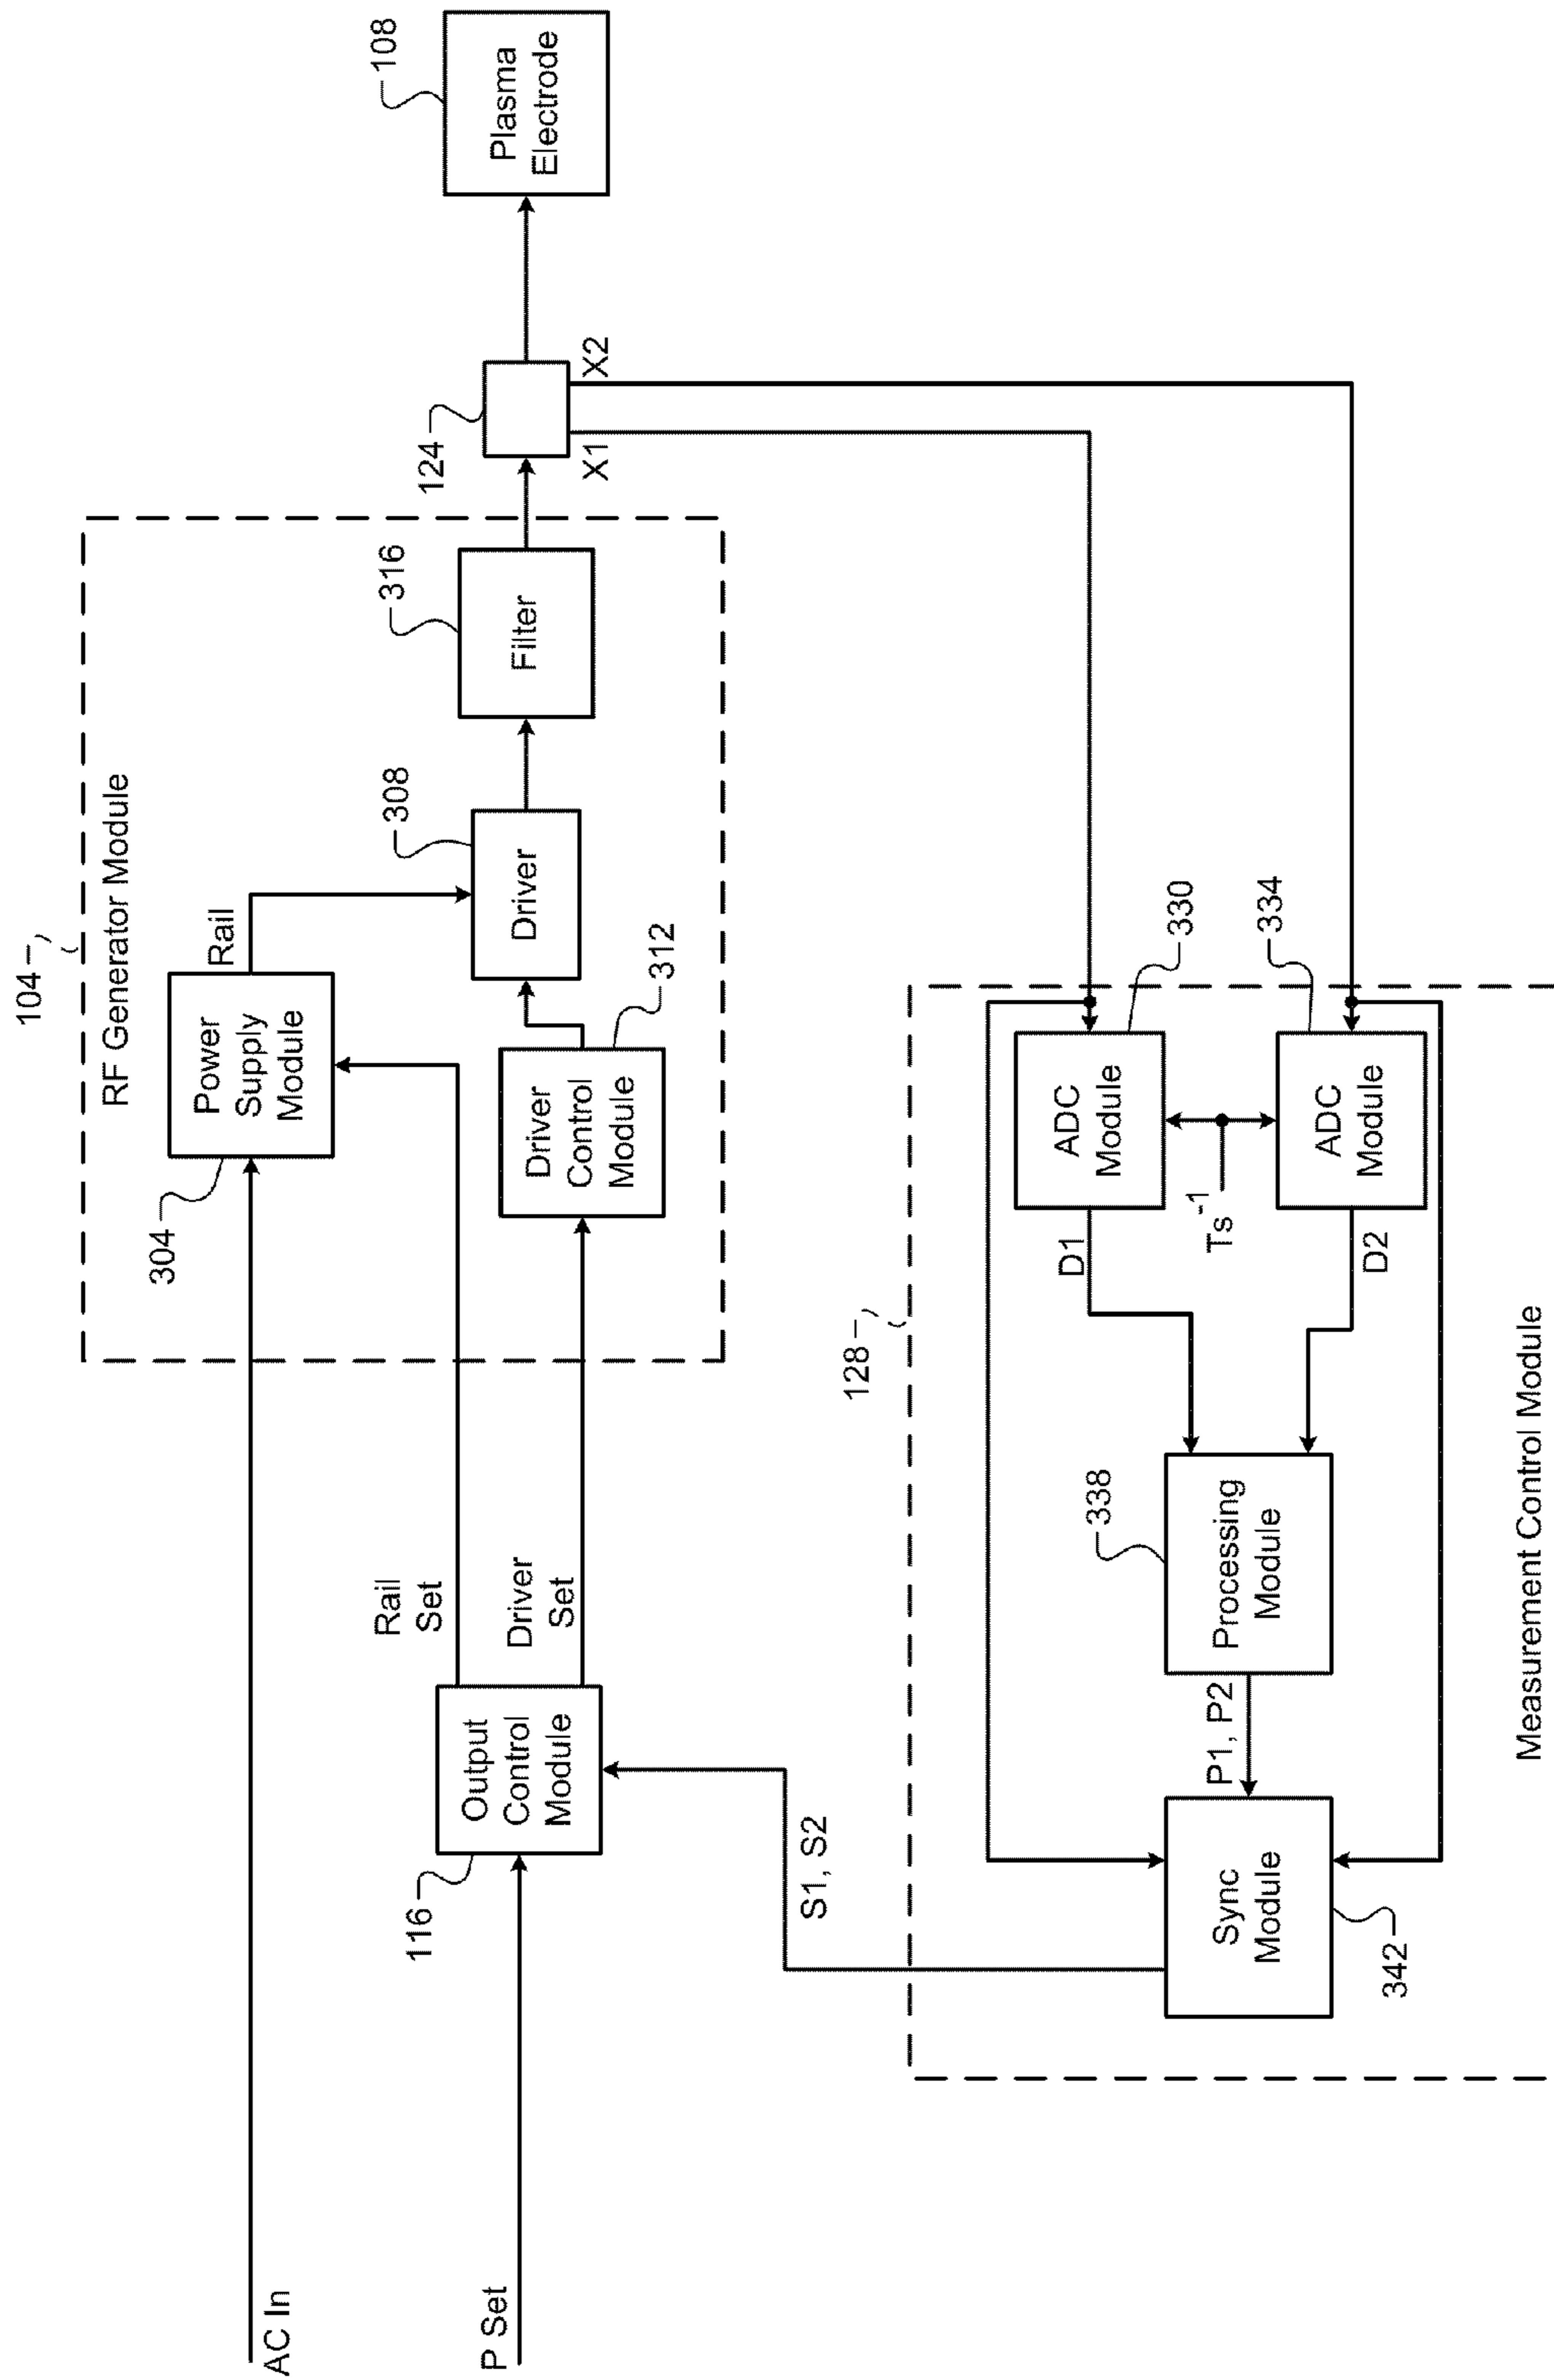 104
RF Generator Module
AC In
304
Power
Supply
Module
Rail
308
Driver
316
Filter
124
X1
X2
108
Plasma
Electrode
Rail
Set
Driver
Set
Driver
Control
Module
312
P Set
116
Output
Control
Module
S1, S2
128
330
ADC
Module
334
ADC
Module
Ts-1
D1
D2
338
Processing
Module
P1, P2
Sync
Module
342
Measurement Control Module